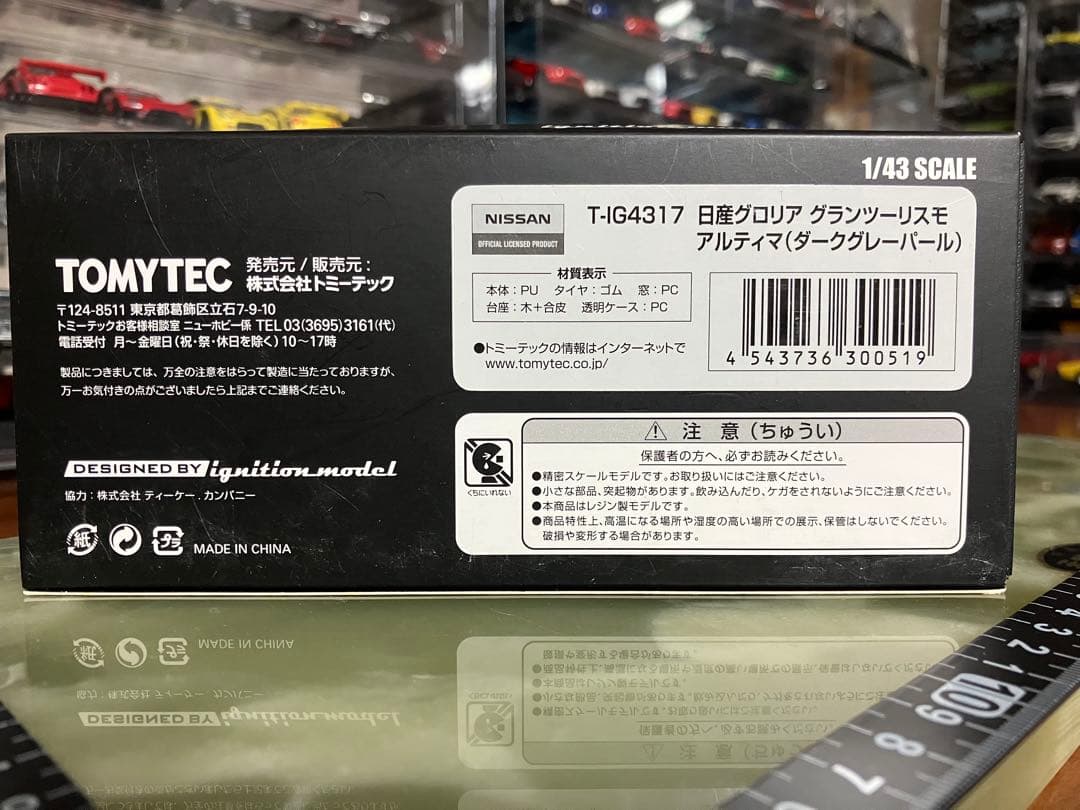 1/43 SCALE
NISSAN
OFFICIAL LICENSED PRODUCT
T-IG4317 日産グロリア グランツーリスモ
アルティマ(ダークグレーパール)
材質表示
本体：PU タイヤ：ゴム 窓：PC
台座：木＋合皮 透明ケース：PC
●トミーテックの情報はインターネットで
www.tomytec.co.jp/
4 543736 300519
TOMYTEC 発売元 / 販売元：
株式会社トミーテック
〒124-8511 東京都葛飾区立石7-9-10
トミーテックお客様相談室 ニューホビー係 TEL 03(3695)3161(代)
電話受付 月～金曜日(祝・祭・休日を除く) 10～17時
製品につきましては、万全の注意をはらって製造に当たっておりますが、
万一お気付きの点がございましたら上記までご連絡ください。
DESIGNED BY ignition model
協力：株式会社 ティーケー．カンパニー
紙
プラ
MADE IN CHINA
くちにいれない
⚠ 注 意 (ちゅうい)
保護者の方へ、必ずお読みください。
●精密スケールモデルです。お取り扱いにはご注意ください。
●小さな部品、突起物があります。飲み込んだり、ケガをされないようにご注意ください。
●本商品はレジン製モデルです。
●商品特性上、高温になる場所や湿度の高い場所での展示、保管はしないでください。
破損や変形する場合があります。
4 3 2 1 10 9 8 7